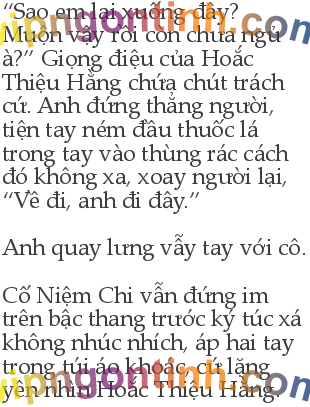 “Sao em lại xuống đây?
Muộn vậy rồi còn chưa ngủ
à?” Giọng điệu của Hoắc
Thiệu Hằng chứa chút trách
cứ. Anh đứng thẳng người,
tiện tay ném đầu thuốc lá
trong tay vào thùng rác cách
đó không xa, xoay người lại,
“Về đi, anh đi đây.”
Anh quay lưng vẫy tay với cô.
Cố Niệm Chi vẫn đứng im
trên bậc thang trước ký túc xá
không nhúc nhích, áp hai tay
trong túi áo khoác, cứ lặng
yên nhìn Hoắc Thiệu Hằng,
vipngontinh.com
vipngontinh.com